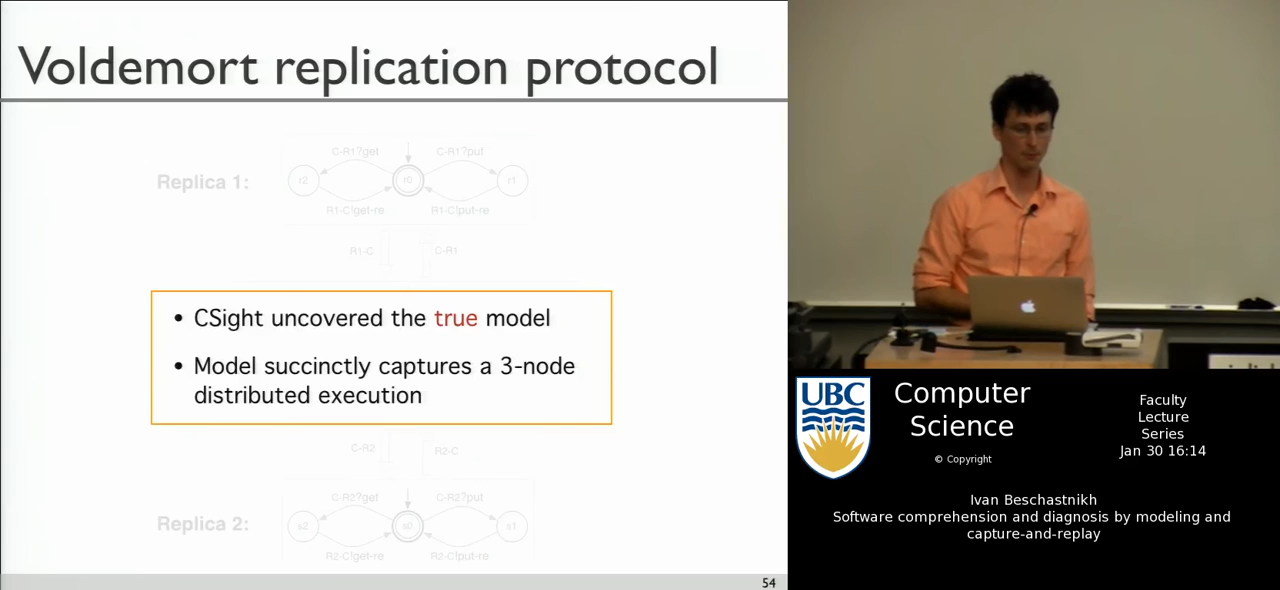 Voldemort replication protocol
C-R1?get
C-R1?put
Replica 1:
r2
r0
r1
R1-C!get-re
R1-C!put-re
R1-C
C-R1
• CSight uncovered the true model
• Model succinctly captures a 3-node
distributed execution
C-R2
R2-C
C-R2?get
C-R2?put
Replica 2:
s2
s0
s1
R2-C!get-re
R2-C!put-re
54
UBC
Computer
Science
© Copyright
Faculty
Lecture
Series
Jan 30 16:14
Ivan Beschastnikh
Software comprehension and diagnosis by modeling and
capture-and-replay